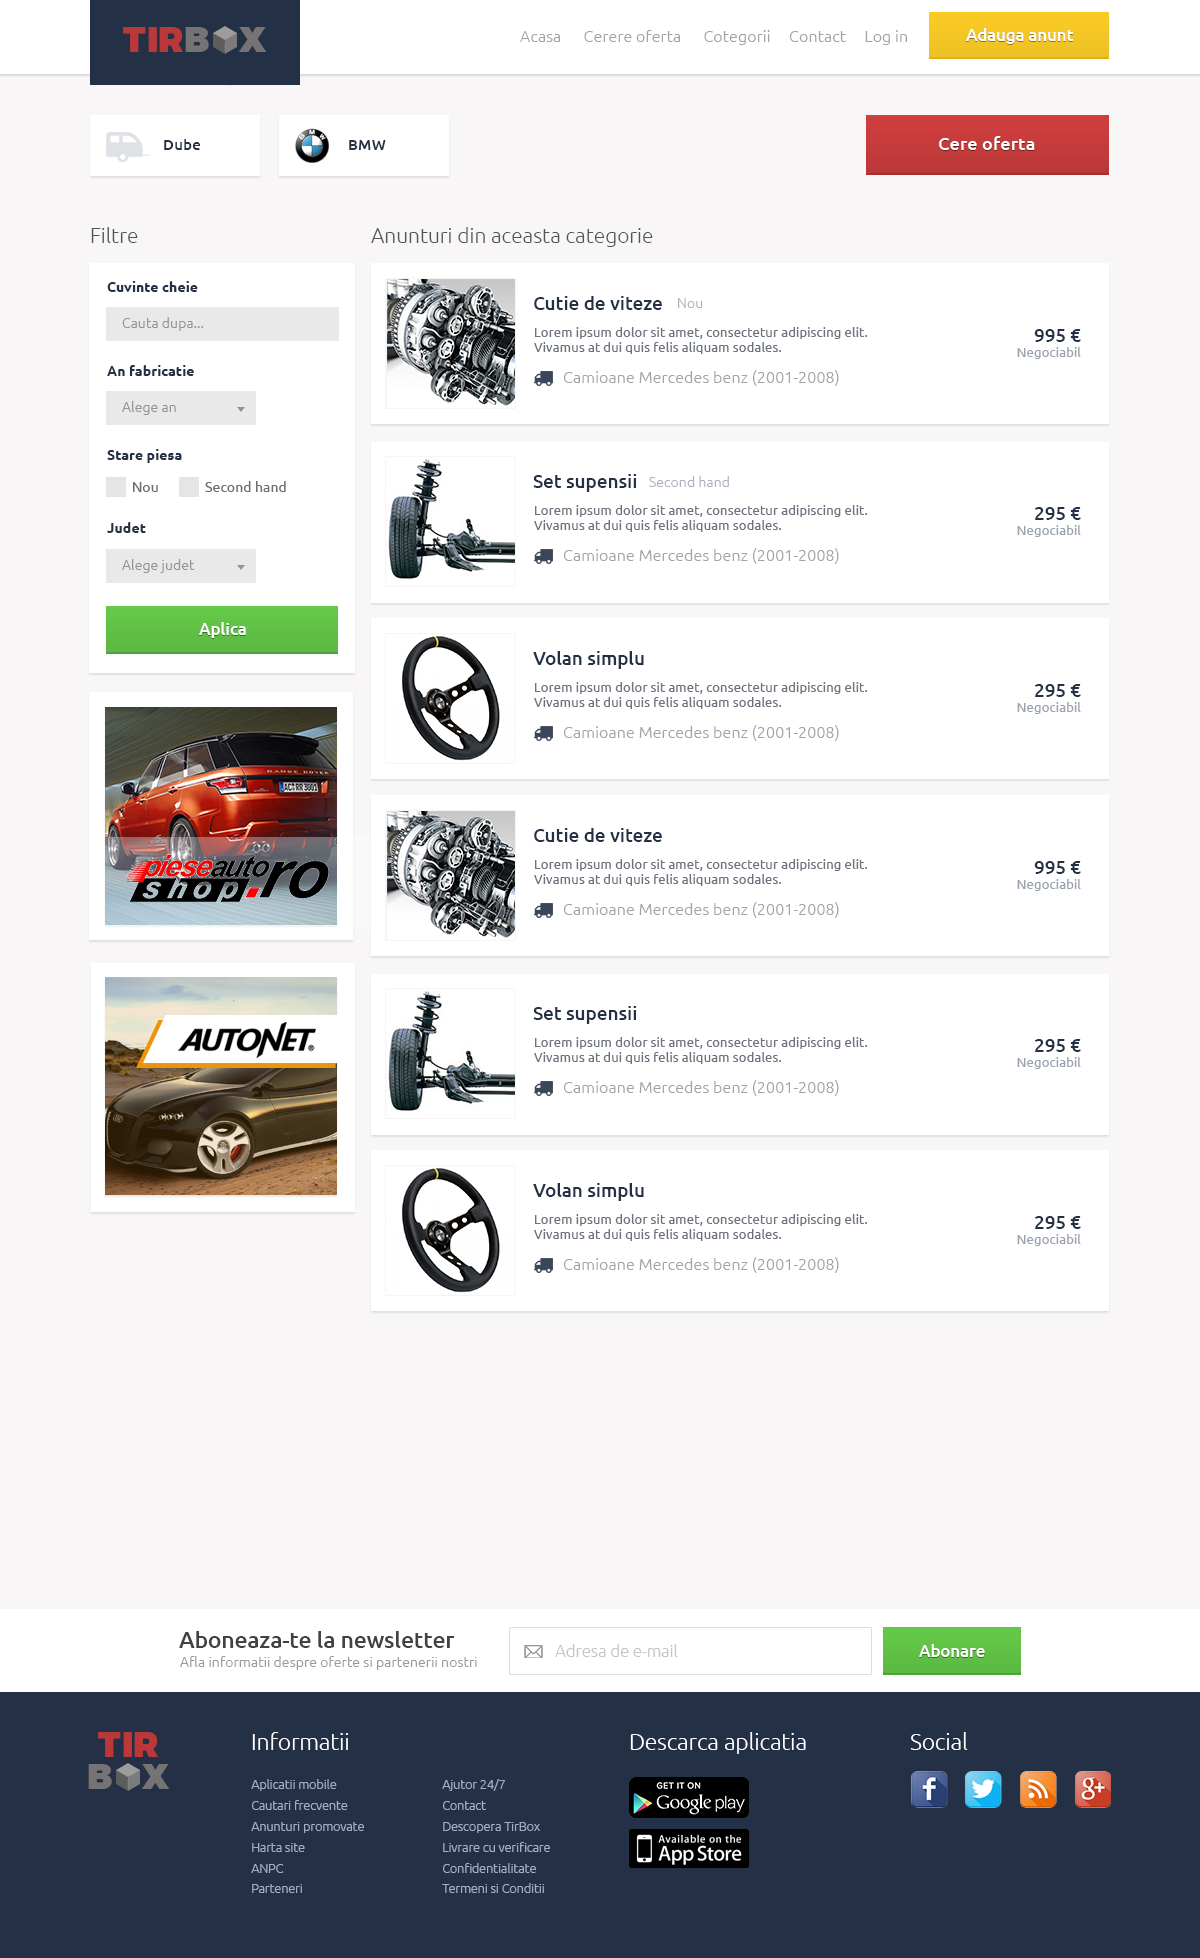 TIRBOX
Acasa
Cerere oferta
Cotegorii
Contact
Log in
Adauga anunt
Dube
BMW
Cere oferta
Filtre
Anunturi din aceasta categorie
Cuvinte cheie
Cauta dupa...
An fabricatie
Alege an
Stare piesa
Nou
Second hand
Judet
Alege judet
Aplica
RANGE ROVER
pieseauto
shop.ro
AUTONET®
Cutie de viteze Nou
Lorem ipsum dolor sit amet, consectetur adipiscing elit.
Vivamus at dui quis felis aliquam sodales.
Camioane Mercedes benz (2001-2008)
995 €
Negociabil
Set supensii Second hand
Lorem ipsum dolor sit amet, consectetur adipiscing elit.
Vivamus at dui quis felis aliquam sodales.
Camioane Mercedes benz (2001-2008)
295 €
Negociabil
Volan simplu
Lorem ipsum dolor sit amet, consectetur adipiscing elit.
Vivamus at dui quis felis aliquam sodales.
Camioane Mercedes benz (2001-2008)
295 €
Negociabil
Cutie de viteze
Lorem ipsum dolor sit amet, consectetur adipiscing elit.
Vivamus at dui quis felis aliquam sodales.
Camioane Mercedes benz (2001-2008)
995 €
Negociabil
Set supensii
Lorem ipsum dolor sit amet, consectetur adipiscing elit.
Vivamus at dui quis felis aliquam sodales.
Camioane Mercedes benz (2001-2008)
295 €
Negociabil
Volan simplu
Lorem ipsum dolor sit amet, consectetur adipiscing elit.
Vivamus at dui quis felis aliquam sodales.
Camioane Mercedes benz (2001-2008)
295 €
Negociabil
Aboneaza-te la newsletter
Afla informatii despre oferte si partenerii nostri
Adresa de e-mail
Abonare
TIR
BOX
Informatii
Aplicatii mobile
Cautari frecvente
Anunturi promovate
Harta site
ANPC
Parteneri
Ajutor 24/7
Contact
Descopera TirBox
Livrare cu verificare
Confidentialitate
Termeni si Conditii
Descarca aplicatia
GET IT ON
Google play
Available on the
App Store
Social
f
g+